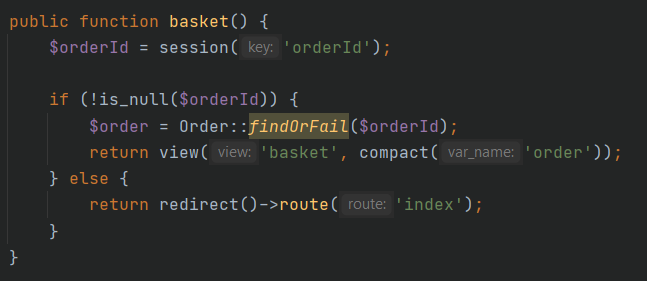 public function basket() {
$orderId = session( key: 'orderId');
if (!is_null($orderId)) {
$order = Order::findOrFail($orderId);
return view( view: 'basket', compact( var_name: 'order'));
} else {
return redirect()->route( route: 'index');
}
}